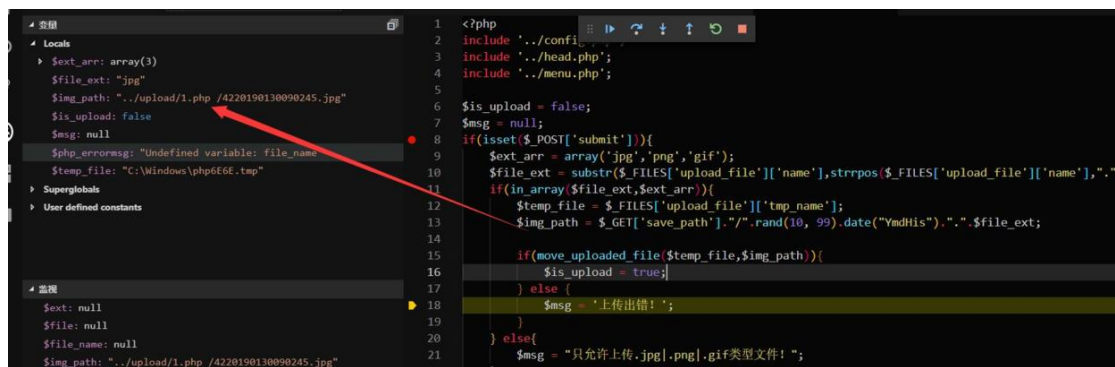 变量
Locals
$ext_arr: array(3)
$file_ext: "jpg"
$img_path: "../upload/1.php /4220190130090245.jpg"
$is_upload: false
$msg: null
$php_errormsg: "Undefined variable: file_name"
$temp_file: "C:\Windows\php6E6E.tmp"
Superglobals
User defined constants
监视
$ext: null
$file: null
$file_name: null
$img_path: "../upload/1.php /4220190130090245.jpg"
1 <?php
2 include '../confi
3 include '../head.php';
4 include '../menu.php';
5
6 $is_upload = false;
7 $msg = null;
8 if(isset($_POST['submit'])){
9 $ext_arr = array('jpg','png','gif');
10 $file_ext = substr($_FILES['upload_file']['name'],strrpos($_FILES['upload_file']['name'],"."
11 if(in_array($file_ext,$ext_arr)){
12 $temp_file = $_FILES['upload_file']['tmp_name'];
13 $img_path = $_GET['save_path']."/".rand(10, 99).date("YmdHis").".".$file_ext;
14
15 if(move_uploaded_file($temp_file,$img_path)){
16 $is_upload = true;
17 } else {
18 $msg = '上传出错！';
19 }
20 } else{
21 $msg = "只允许上传.jpg|.png|.gif类型文件！";